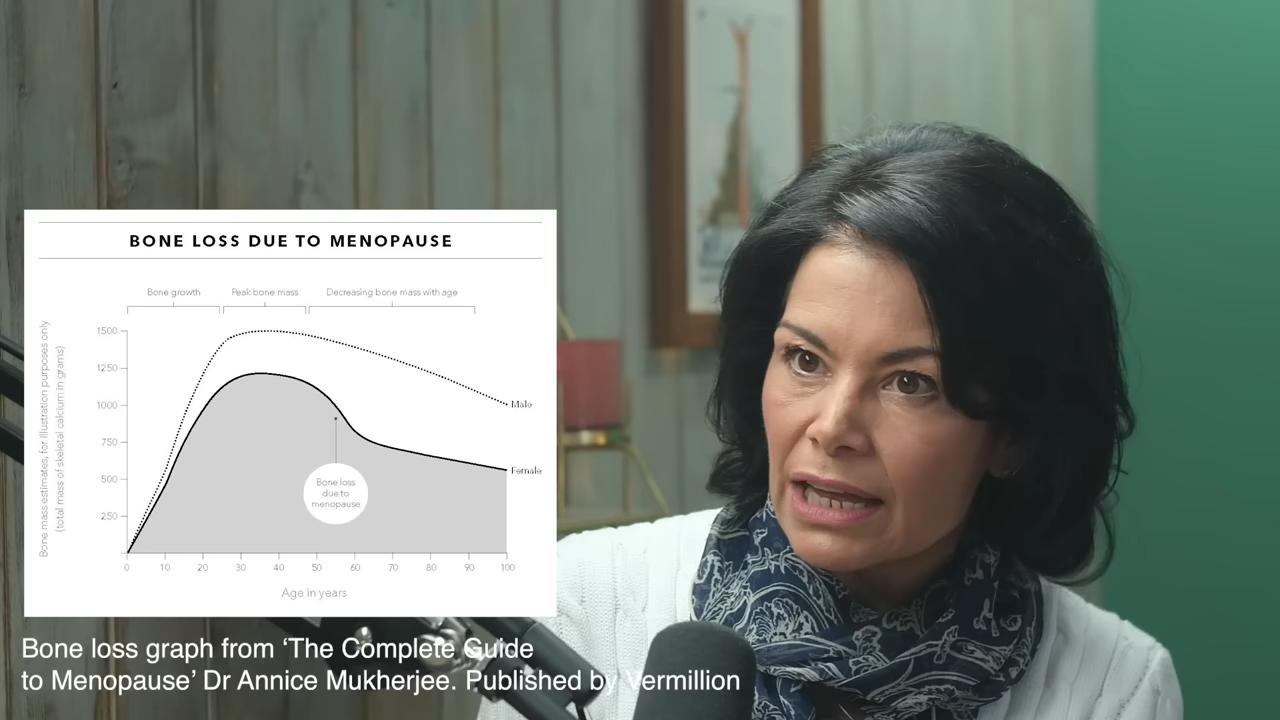 BONE LOSS DUE TO MENOPAUSE
Bone growth
Peak bone mass
Decreasing bone mass with age
Bone mass estimates, for illustration purposes only
(total mass of skeletal calcium in grams)
1500
1250
1000
750
500
250
Male
Female
Bone loss
due to
menopause
0 10 20 30 40 50 60 70 80 90 100
Age in years
Bone loss graph from ‘The Complete Guide
to Menopause’ Dr Annice Mukherjee. Published by Vermillion